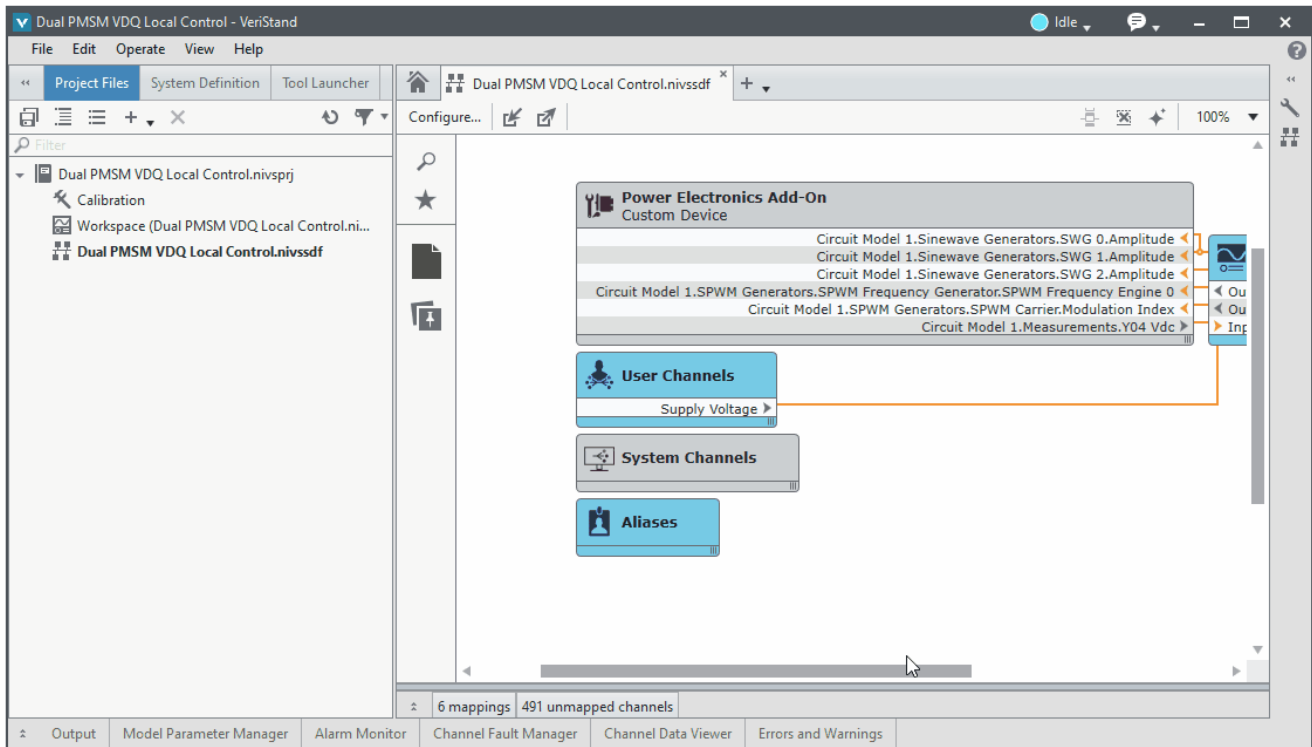 Dual PMSM VDQ Local Control - VeriStand
Idle
File Edit Operate View Help
Project Files System Definition Tool Launcher
Dual PMSM VDQ Local Control.nivssdf
Configure...
100%
Filter
Dual PMSM VDQ Local Control.nivsprj
Calibration
Workspace (Dual PMSM VDQ Local Control.ni...
Dual PMSM VDQ Local Control.nivssdf
Power Electronics Add-On
Custom Device
Circuit Model 1.Sinewave Generators.SWG 0.Amplitude
Circuit Model 1.Sinewave Generators.SWG 1.Amplitude
Circuit Model 1.Sinewave Generators.SWG 2.Amplitude
Circuit Model 1.SPWM Generators.SPWM Frequency Generator.SPWM Frequency Engine 0
Circuit Model 1.SPWM Generators.SPWM Carrier.Modulation Index
Circuit Model 1.Measurements.Y04 Vdc
Ou
Ou
Inp
User Channels
Supply Voltage
System Channels
Aliases
6 mappings 491 unmapped channels
Output Model Parameter Manager Alarm Monitor Channel Fault Manager Channel Data Viewer Errors and Warnings